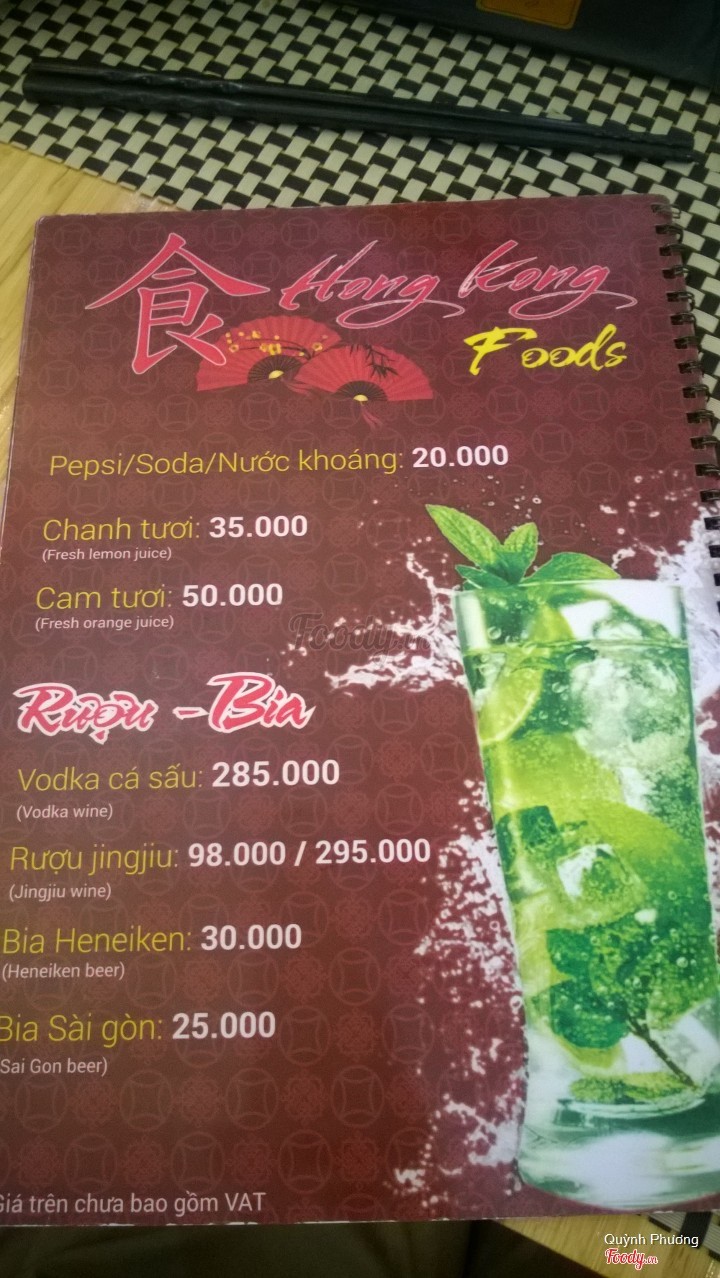 食 Hong Kong
Foods
Pepsi/Soda/Nước khoáng: 20.000
Chanh tươi: 35.000
(Fresh lemon juice)
Cam tươi: 50.000
(Fresh orange juice)
Foody.vn
Rượu - Bia
Vodka cá sấu: 285.000
(Vodka wine)
Rượu jingjiu: 98.000 / 295.000
(Jingjiu wine)
Bia Heneiken: 30.000
(Heneiken beer)
Bia Sài gòn: 25.000
(Sai Gon beer)
Giá trên chưa bao gồm VAT
Quỳnh Phương
Foody.vn